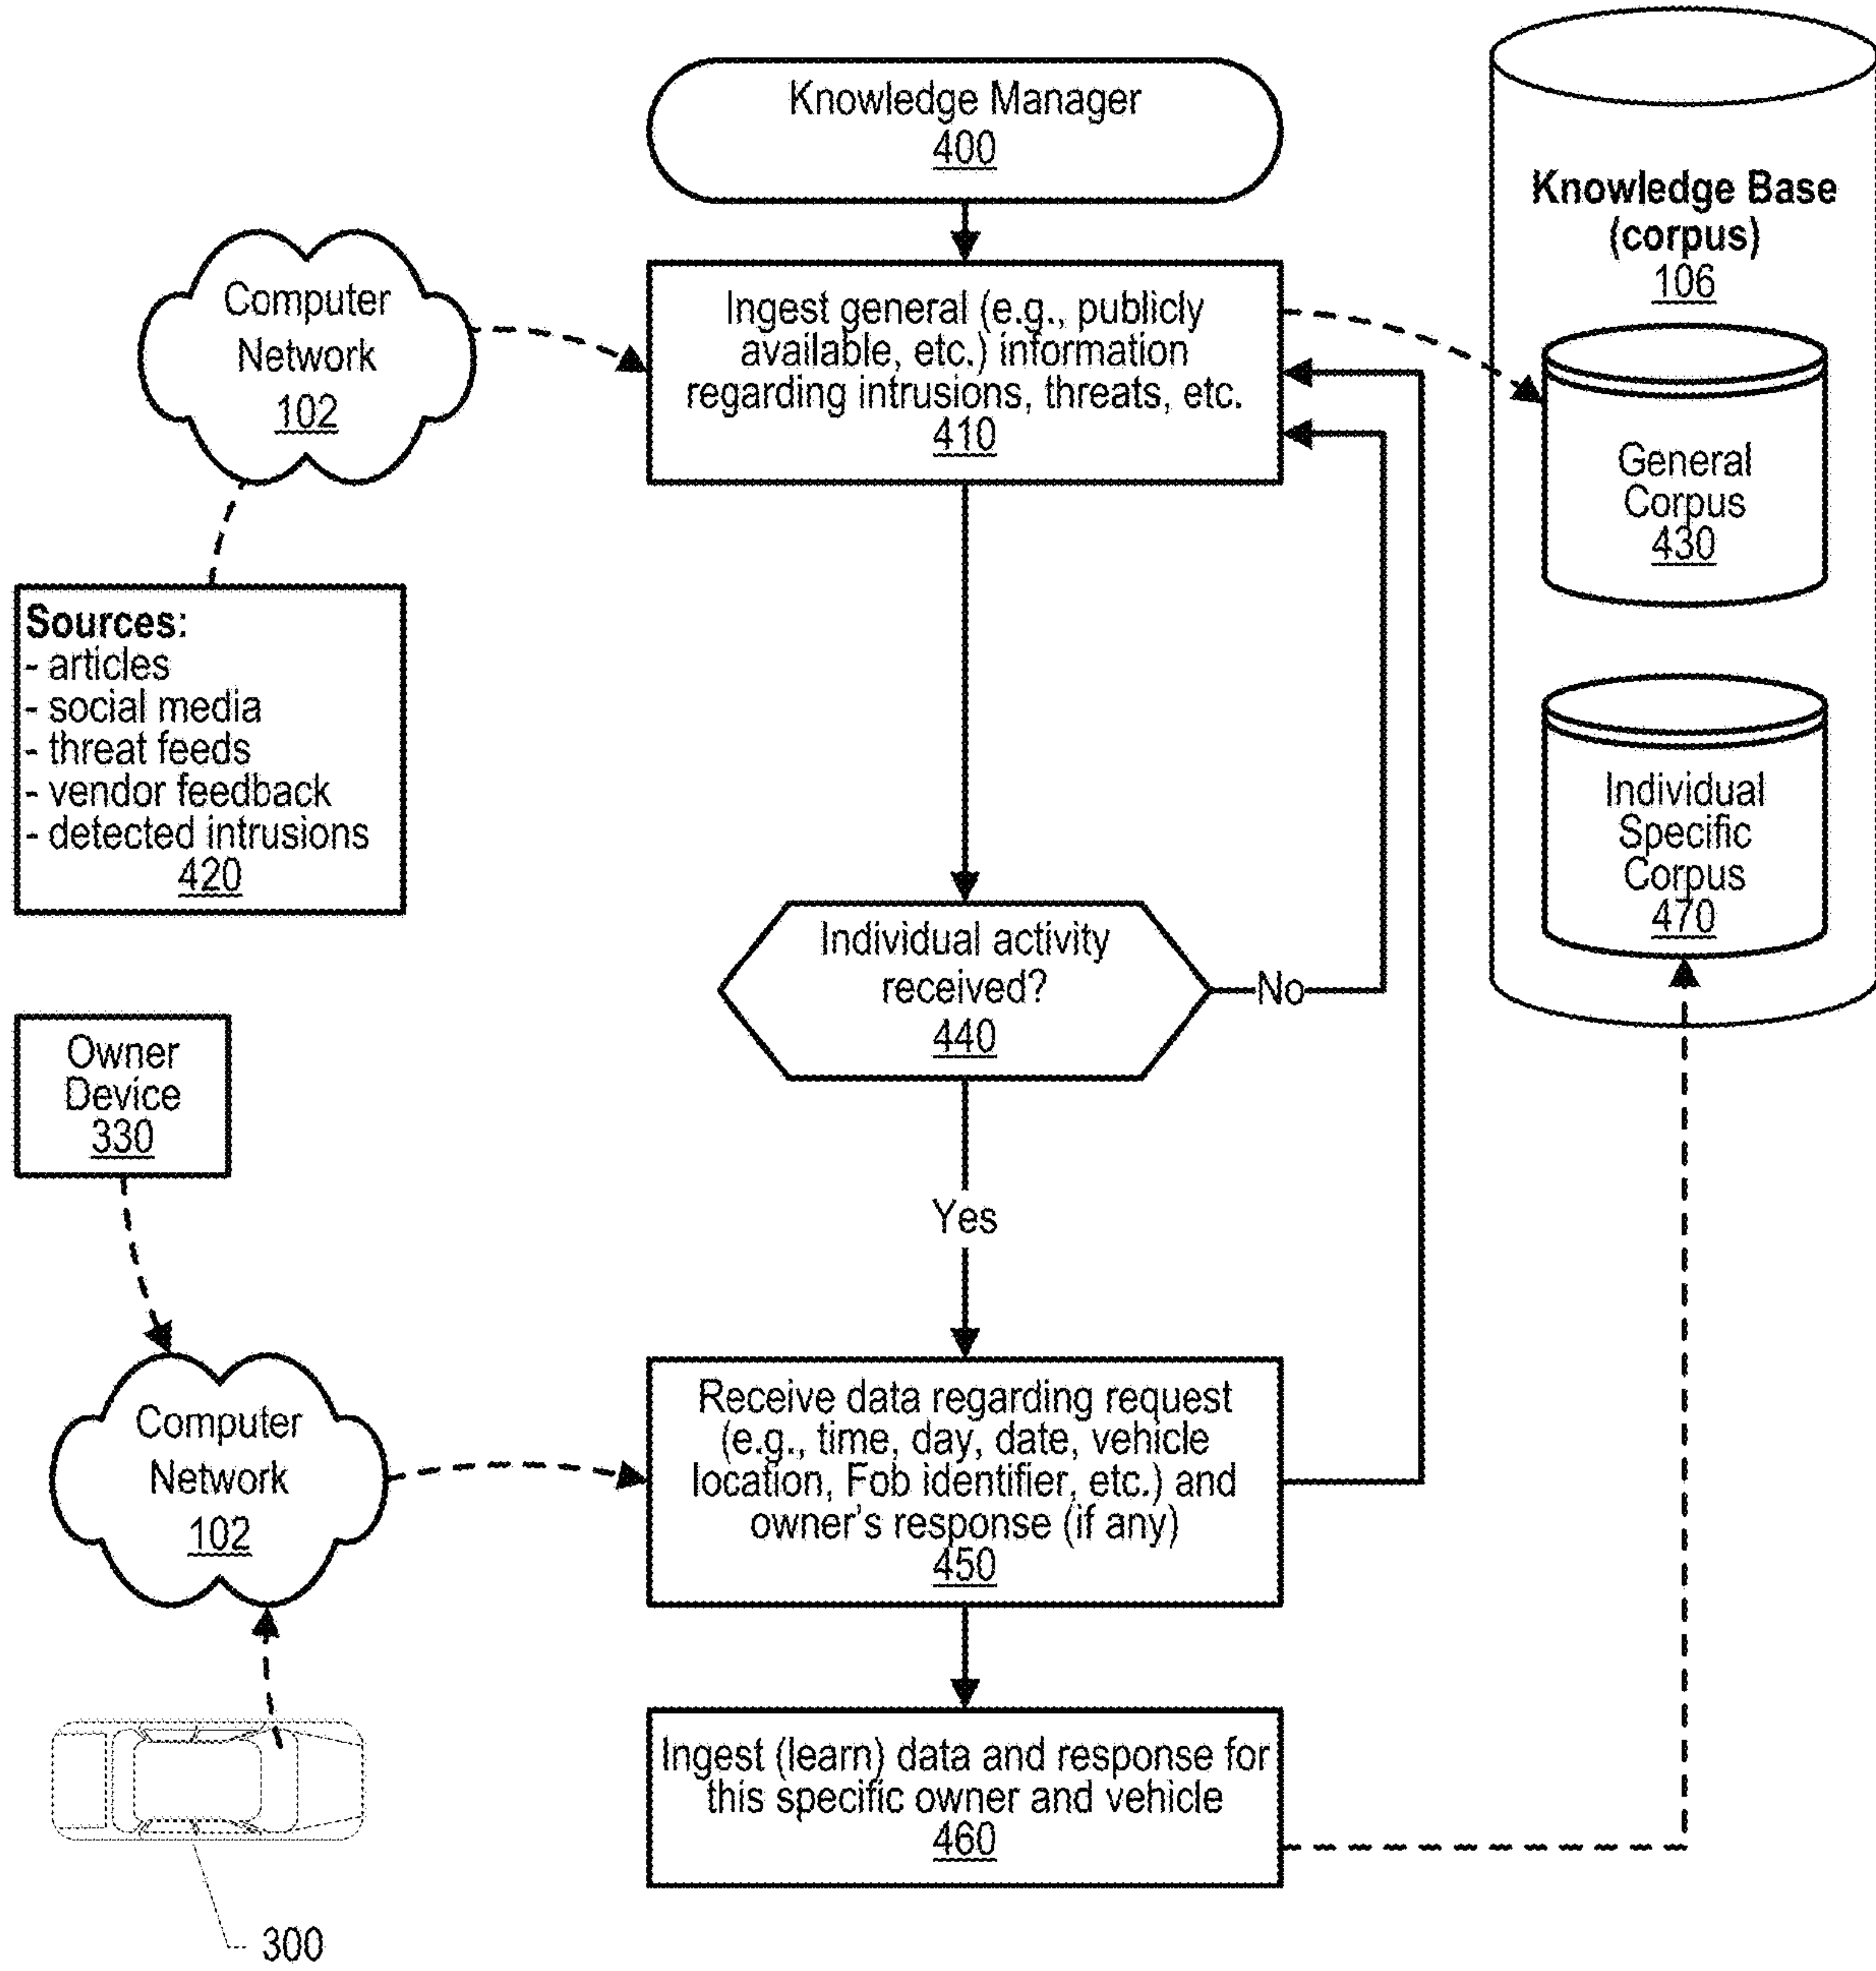 Knowledge Manager
400
Knowledge Base
(corpus)
106
Computer
Network
102
Ingest general (e.g., publicly
available, etc.) information
regarding intrusions, threats, etc.
410
General
Corpus
430
Sources:
- articles
- social media
- threat feeds
- vendor feedback
- detected intrusions
420
Individual
Specific
Corpus
470
Individual activity
received?
440
No
Owner
Device
330
Yes
Computer
Network
102
Receive data regarding request
(e.g., time, day, date, vehicle
location, Fob identifier, etc.) and
owner's response (if any)
450
Ingest (learn) data and response for
this specific owner and vehicle
460
300